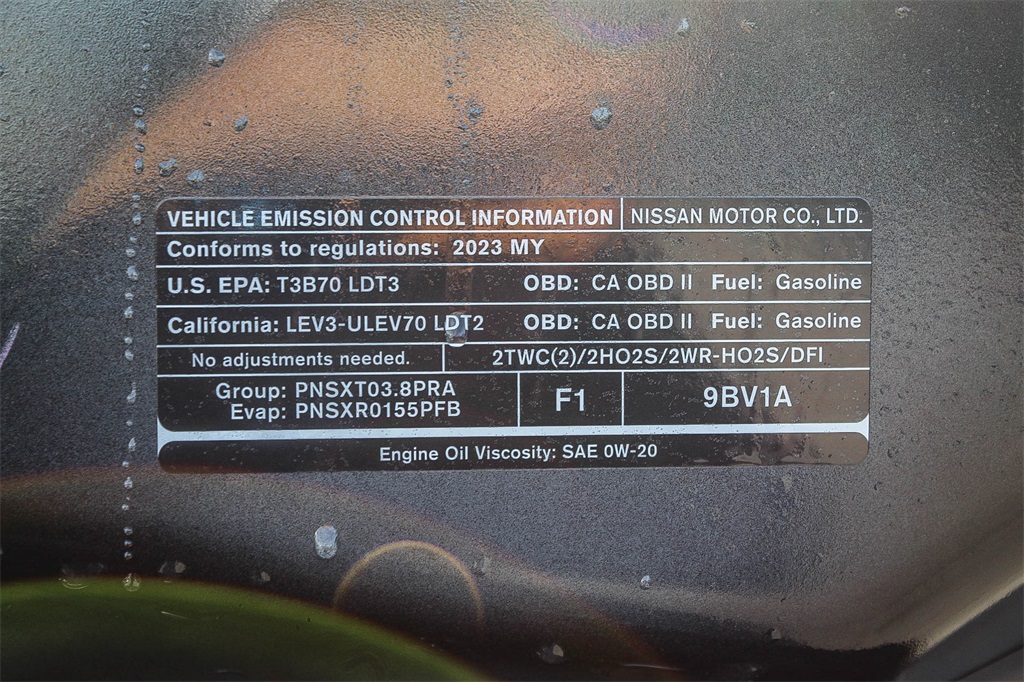 VEHICLE EMISSION CONTROL INFORMATION NISSAN MOTOR CO., LTD.
Conforms to regulations: 2023 MY
U.S. EPA: T3B70 LDT3 OBD: CA OBD II Fuel: Gasoline
California: LEV3-ULEV70 LDT2 OBD: CA OBD II Fuel: Gasoline
No adjustments needed. 2TWC(2)/2HO2S/2WR-HO2S/DFI
Group: PNSXT03.8PRA
Evap: PNSXR0155PFB
F1
9BV1A
Engine Oil Viscosity: SAE 0W-20